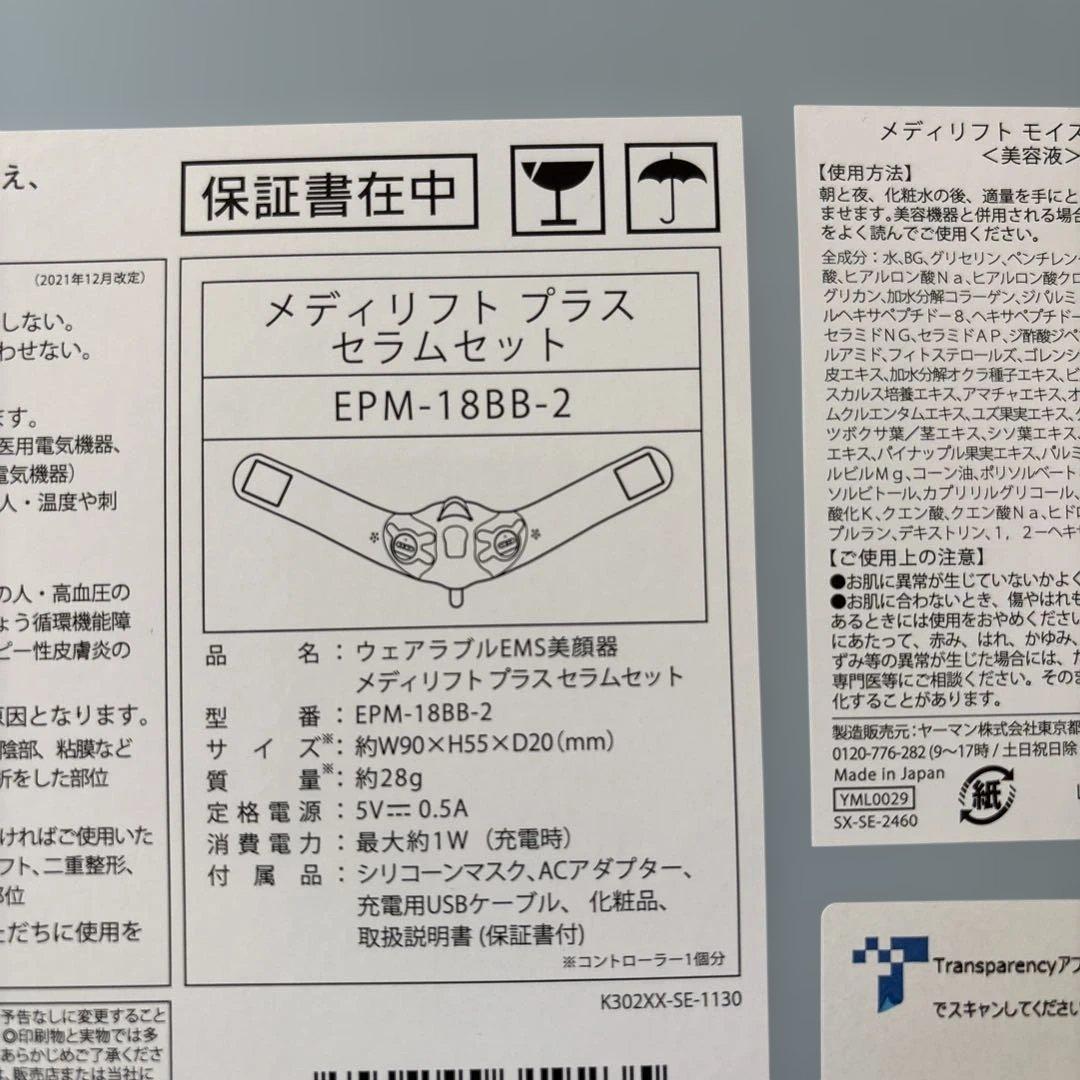 え、
(2021年12月改定)
しない。
わせない。
ます。
医用電気機器、
電気機器)
人・温度や刺
の人・高血圧の
ょう循環機能障
ピー性皮膚炎の
原因となります。
陰部、粘膜など
折をした部位
ければご使用いた
フト、二重整形、
部位
ただちに使用を
予告なしに変更すること
◎印刷物と実物では多
あらかじめご了承くださ
、販売店または当社に
保証書在中
メディリフト プラス
セラムセット
EPM-18BB-2
品名：ウェアラブルEMS美顔器
メディリフト プラス セラムセット
型番：EPM-18BB-2
サイズ※：約W90×H55×D20(mm)
質量※：約28g
定格電源：5V⎓0.5A
消費電力：最大約1W（充電時）
付属品：シリコーンマスク、ACアダプター、
充電用USBケーブル、化粧品、
取扱説明書 (保証書付)
※コントローラー1個分
K302XX-SE-1130
メディリフト モイス
＜美容液＞
【使用方法】
朝と夜、化粧水の後、適量を手にと
ませます。美容機器と併用される場合
をよく読んでご使用ください。
全成分：水、BG、グリセリン、ペンチレン
酸、ヒアルロン酸Na、ヒアルロン酸クロ
グリカン、加水分解コラーゲン、ジパルミ
ルヘキサペプチドー8、ヘキサペプチドー
セラミドNG、セラミドAP、ジ酢酸ジペ
ルアミド、フィトステロールズ、ゴレンシ
皮エキス、加水分解オクラ種子エキス、ビ
スカルス培養エキス、アマチャエキス、オ
ムクルエンタムエキス、ユズ果実エキス、
ツボクサ葉／茎エキス、シソ葉エキス
エキス、パイナップル果実エキス、パルミ
ルビルMg、コーン油、ポリソルベート
ソルビトール、カプリリルグリコール、
酸化K、クエン酸、クエン酸Na、ヒドロ
プルラン、デキストリン、1，2ーヘキ
【ご使用上の注意】
●お肌に異常が生じていないかよく
●お肌に合わないとき、傷やはれも
あるときには使用をおやめください
にあたって、赤み、はれ、かゆみ、
ずみ等の異常が生じた場合には、
専門医等にご相談ください。そのま
化することがあります。
製造販売元：ヤーマン株式会社東京都
0120-776-282 (9～17時 / 土日祝日除
Made in Japan
YML0029
SX-SE-2460
紙
Transparencyアプ
でスキャンしてください